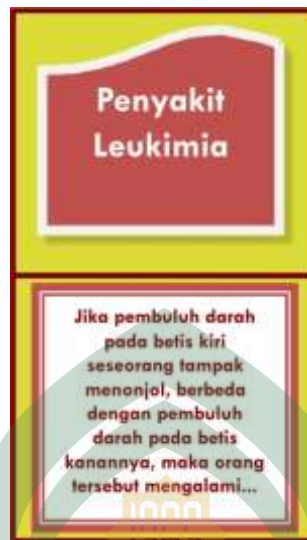 Penyakit
Leukimia
Jika pembuluh darah
pada betis kiri
seseorang tampak
menonjol, berbeda
dengan pembuluh
darah pada betis
kanannya, maka orang
tersebut mengalami...